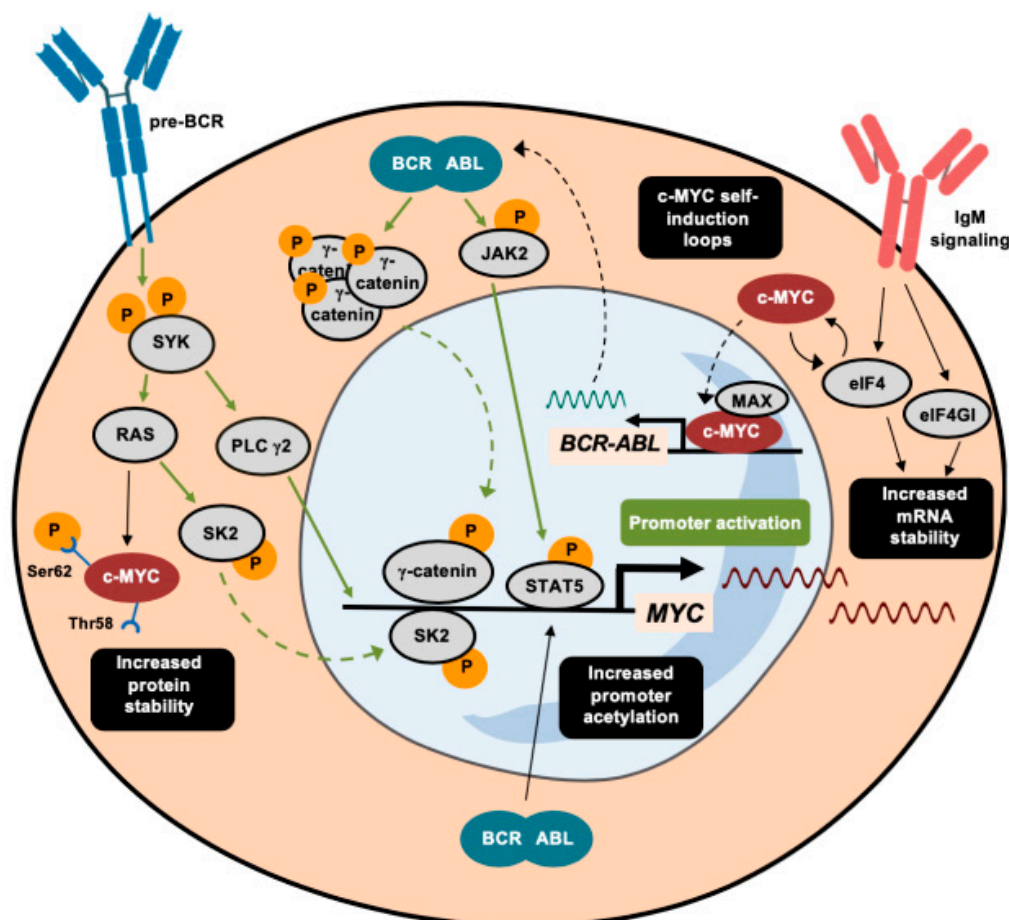 pre-BCR
BCR ABL
c-MYC self-
induction
loops
IgM
signaling
P
JAK2
P
γ-
catenin
P
γ-
catenin
P
γ-
catenin
P
P
SYK
c-MYC
eIF4
eIF4GI
MAX
c-MYC
BCR-ABL
RAS
PLC γ2
Increased
mRNA
stability
P
Ser62
c-MYC
Thr58
SK2
P
Promoter activation
P
γ-catenin
P
STAT5
MYC
SK2
P
Increased
protein
stability
Increased
promoter
acetylation
BCR ABL